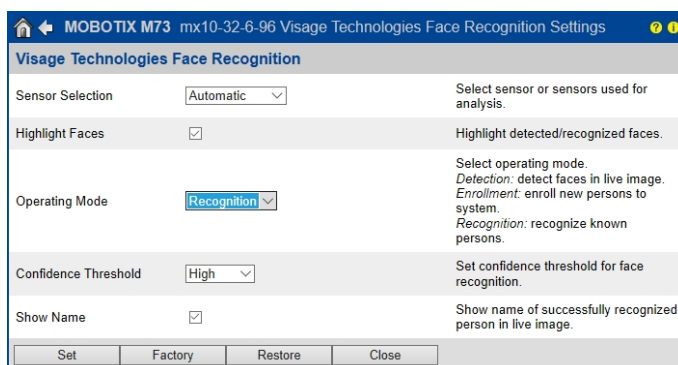 MOBOTIX M73 mx10-32-6-96 Visage Technologies Face Recognition Settings
Visage Technologies Face Recognition
Sensor Selection
Automatic
Select sensor or sensors used for
analysis.
Highlight Faces
Highlight detected/recognized faces.
Operating Mode
Recognition
Select operating mode.
Detection: detect faces in live image.
Enrollment: enroll new persons to
system.
Recognition: recognize known
persons.
Confidence Threshold
High
Set confidence threshold for face
recognition.
Show Name
Show name of successfully recognized
person in live image.
Set Factory Restore Close